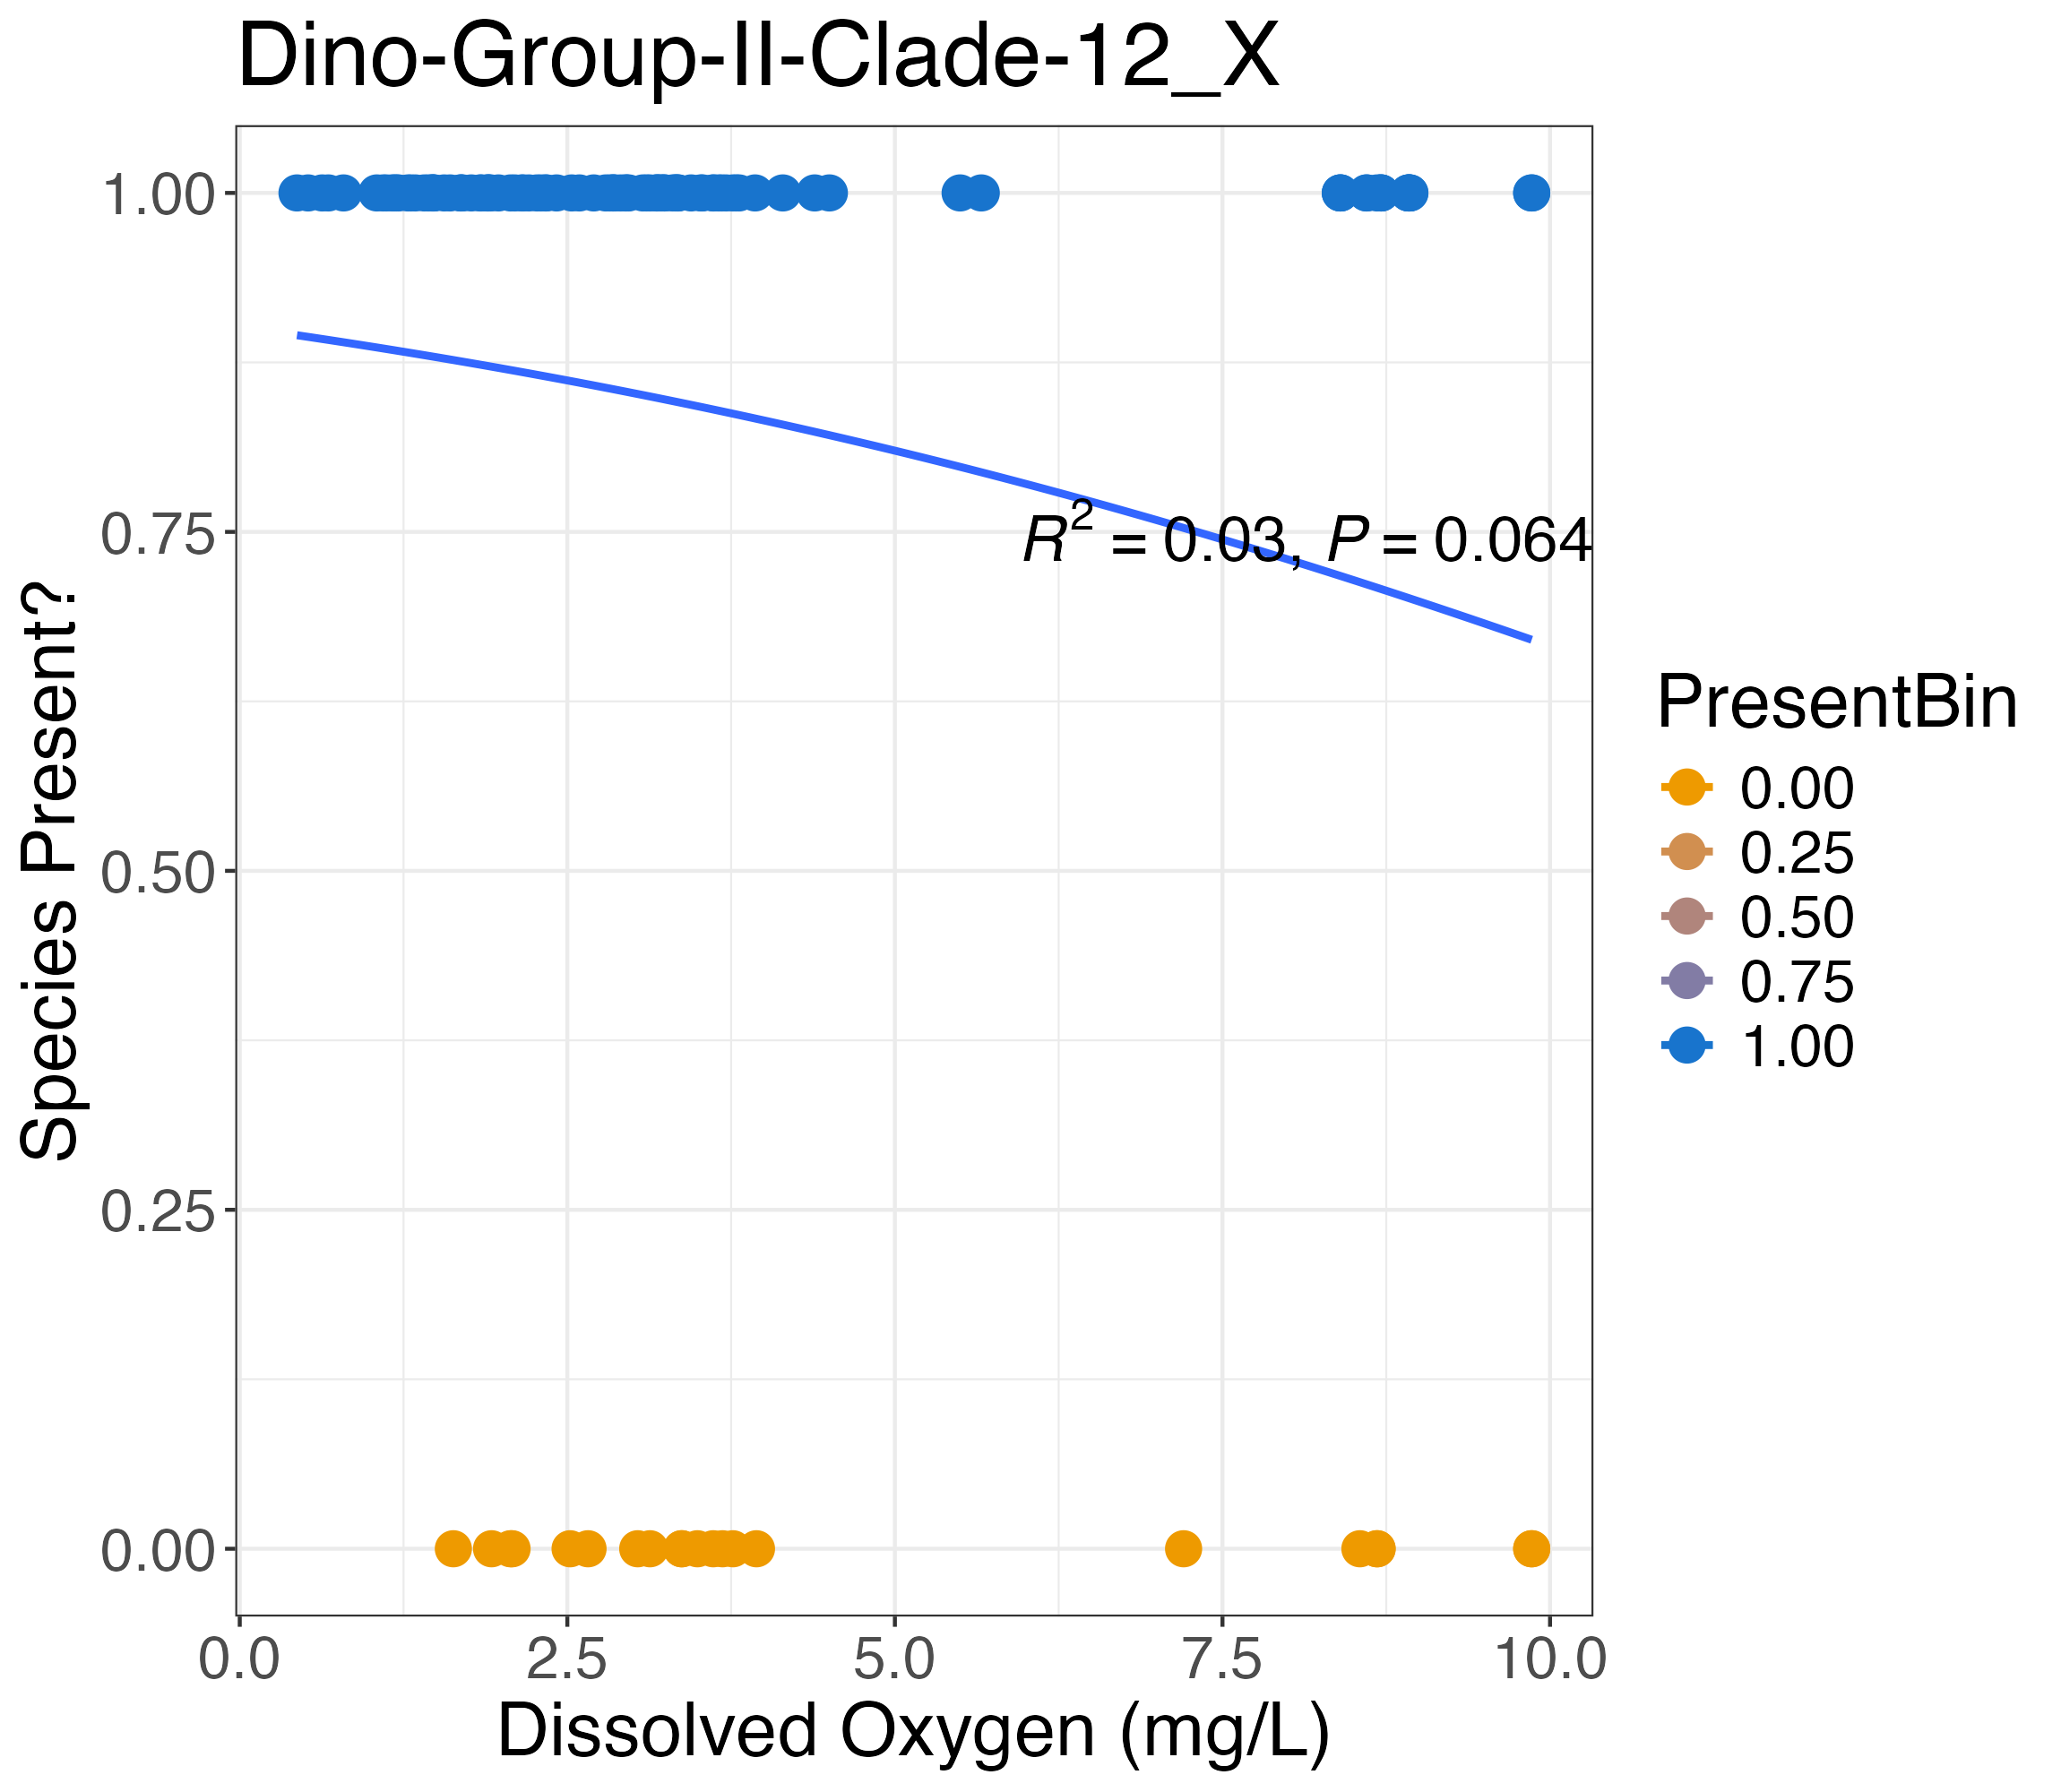 Dino-Group-II-Clade-12_X
1.00
0.75
0.50
0.25
0.00
Species Present?
R² = 0.03, P = 0.064
0.0 2.5 5.0 7.5 10.0
Dissolved Oxygen (mg/L)
PresentBin
0.00
0.25
0.50
0.75
1.00